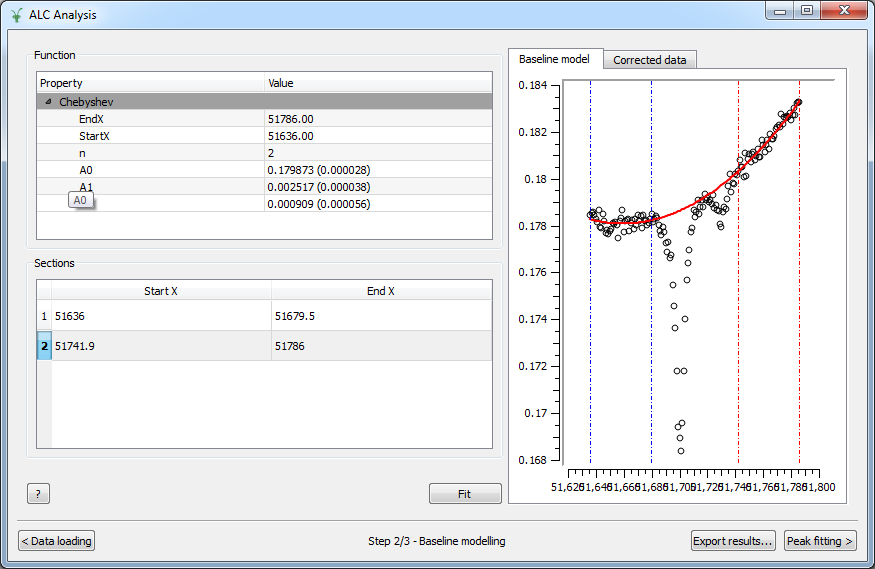 ALC Analysis
Function
Property Value
Chebyshev
EndX 51786.00
StartX 51636.00
n 2
A0 0.179873 (0.000028)
A1 0.002517 (0.000038)
A0 0.000909 (0.000056)
Sections
Start X End X
1 51636 51679.5
2 51741.9 51786
? Fit
Baseline model Corrected data
0.184
0.182
0.18
0.178
0.176
0.174
0.172
0.17
0.168
51,620 51,640 51,660 51,680 51,700 51,720 51,740 51,760 51,780 51,800
< Data loading Step 2/3 - Baseline modelling Export results... Peak fitting >